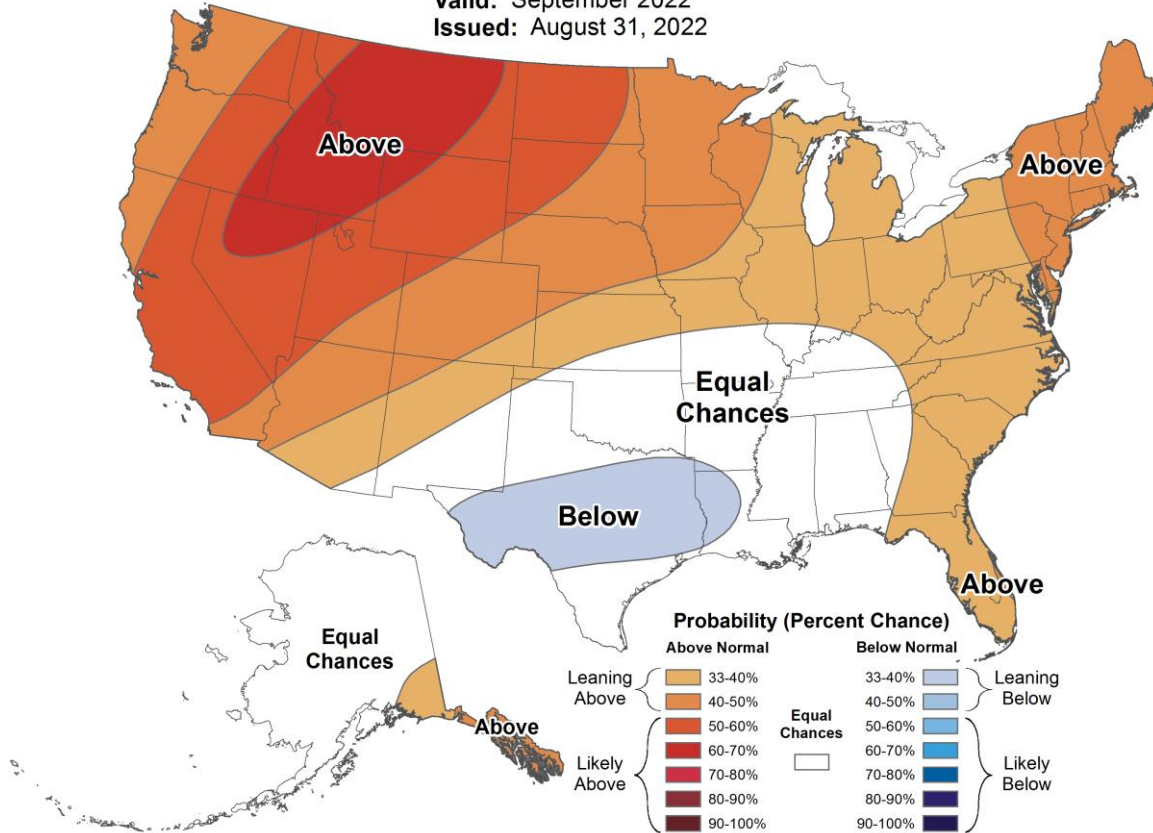 Valid: September 2022
Issued: August 31, 2022
Above
Above
Equal
Chances
Below
Above
Equal
Chances
Above
Probability (Percent Chance)
Above Normal
Below Normal
Leaning
Above
33-40%
40-50%
Likely
Above
50-60%
60-70%
70-80%
80-90%
90-100%
Equal
Chances
33-40%
40-50%
Leaning
Below
50-60%
60-70%
70-80%
80-90%
90-100%
Likely
Below